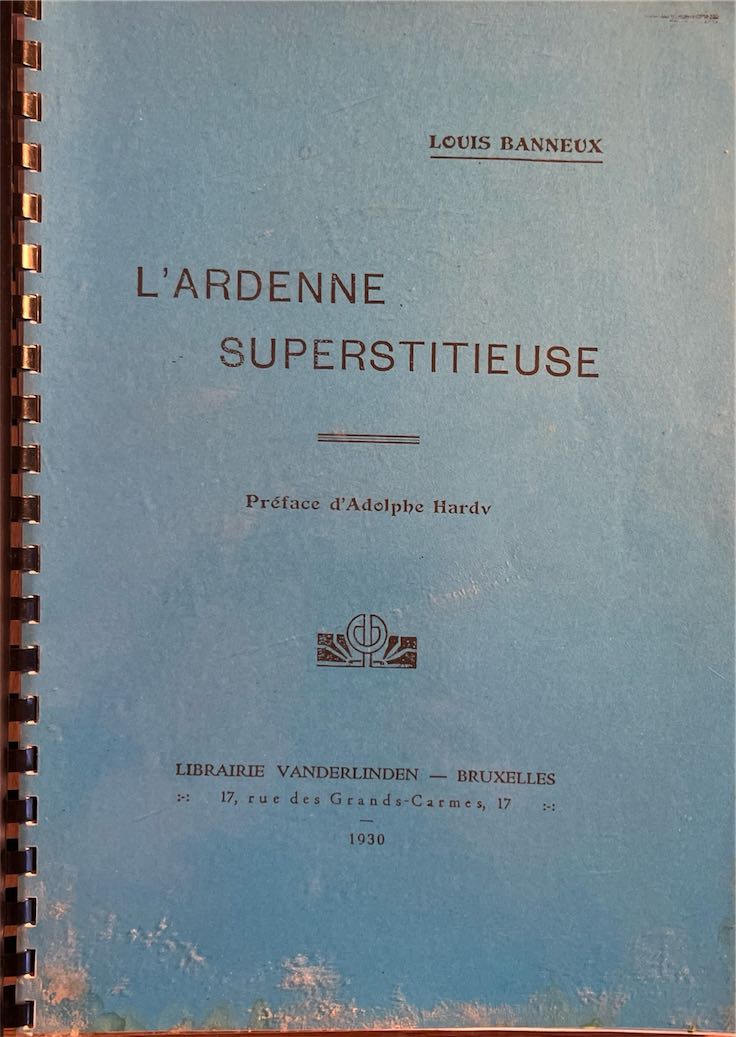 LOUIS BANNEUX
L'ARDENNE
SUPERSTITIEUSE
Préface d'Adolphe Hardy
LIBRAIRIE VANDERLINDEN — BRUXELLES
:-: 17, rue des Grands-Carmes, 17 :-:
—
1930